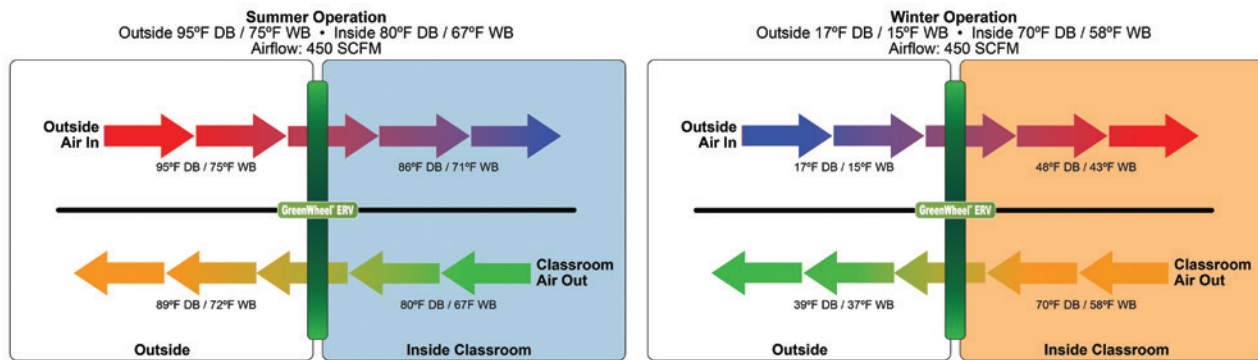 Summer Operation
Outside 95ºF DB / 75ºF WB • Inside 80ºF DB / 67ºF WB
Airflow: 450 SCFM
Outside
Air In
95ºF DB / 75ºF WB
86ºF DB / 71ºF WB
GreenWheel® ERV
Classroom
Air Out
89ºF DB / 72ºF WB
80ºF DB / 67ºF WB
Outside
Inside Classroom
Winter Operation
Outside 17ºF DB / 15ºF WB • Inside 70ºF DB / 58ºF WB
Airflow: 450 SCFM
Outside
Air In
17ºF DB / 15ºF WB
48ºF DB / 43ºF WB
GreenWheel® ERV
Classroom
Air Out
39ºF DB / 37ºF WB
70ºF DB / 58ºF WB
Outside
Inside Classroom